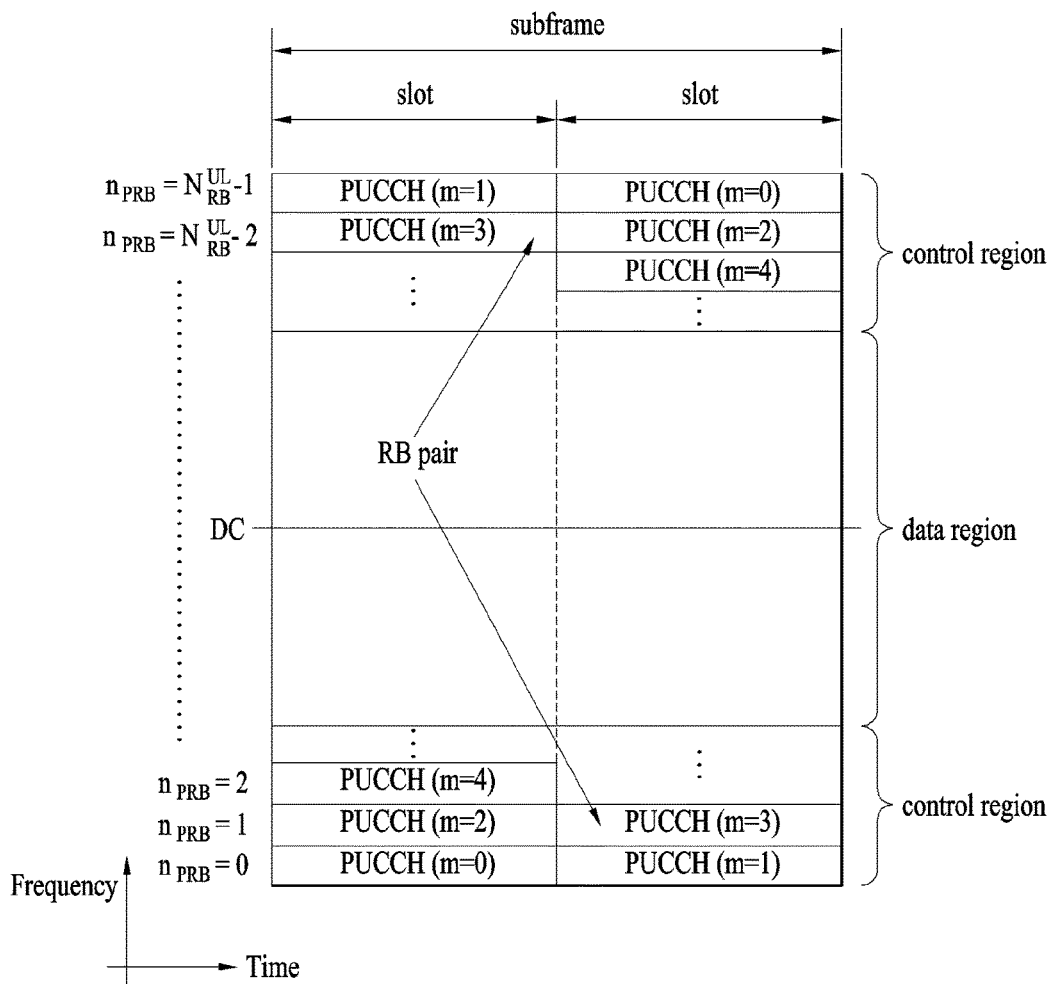 subframe
slot slot
n PRB = N UL RB -1 PUCCH (m=1) PUCCH (m=0)
n PRB = N UL RB - 2 PUCCH (m=3) PUCCH (m=2)
PUCCH (m=4)
control region
RB pair
DC
data region
n PRB = 2 PUCCH (m=4)
n PRB = 1 PUCCH (m=2) PUCCH (m=3)
n PRB = 0 PUCCH (m=0) PUCCH (m=1)
control region
Frequency
Time